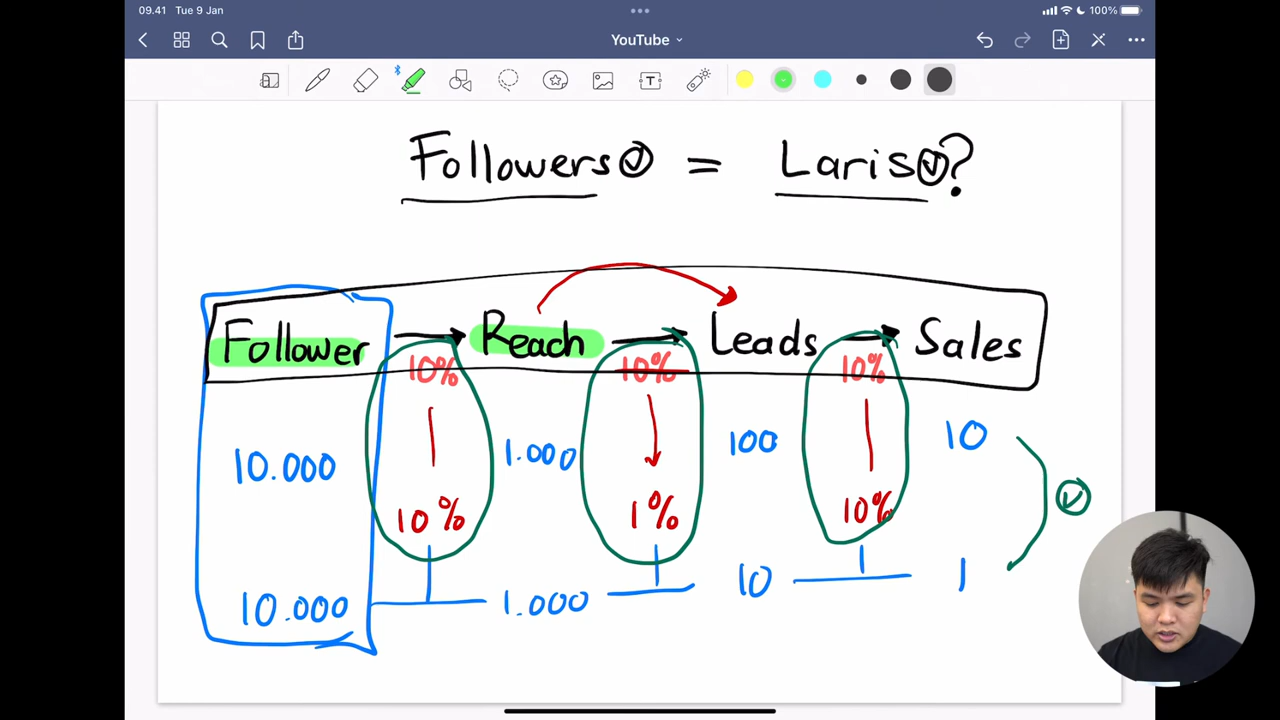 09.41 Tue 9 Jan
100%
YouTube
Followers = Laris ?
Follower → Reach → Leads → Sales
10% 10% 10%
10.000 1.000 100 10
10% 1% 10%
10.000 1.000 10 1